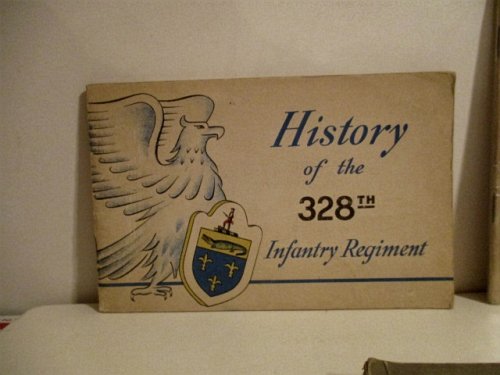 History
of the
328TH
Infantry Regiment